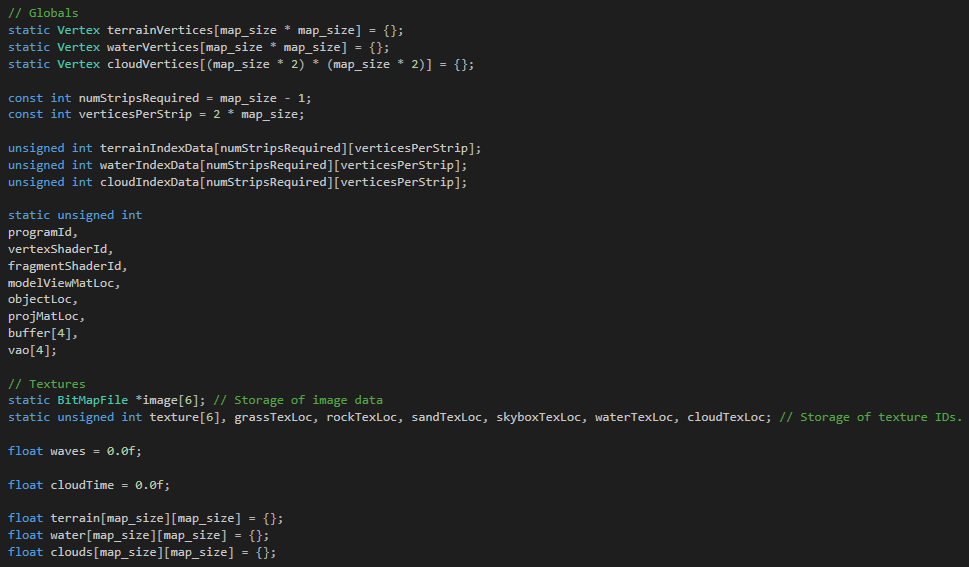 // Globals
static Vertex terrainVertices[map_size * map_size] = {};
static Vertex waterVertices[map_size * map_size] = {};
static Vertex cloudVertices[(map_size * 2) * (map_size * 2)] = {};
const int numStripsRequired = map_size - 1;
const int verticesPerStrip = 2 * map_size;
unsigned int terrainIndexData[numStripsRequired][verticesPerStrip];
unsigned int waterIndexData[numStripsRequired][verticesPerStrip];
unsigned int cloudIndexData[numStripsRequired][verticesPerStrip];
static unsigned int
programId,
vertexShaderId,
fragmentShaderId,
modelViewMatLoc,
objectLoc,
projMatLoc,
buffer[4],
vao[4];
// Textures
static BitMapFile *image[6]; // Storage of image data
static unsigned int texture[6], grassTexLoc, rockTexLoc, sandTexLoc, skyboxTexLoc, waterTexLoc, cloudTexLoc; // Storage of texture IDs.
float waves = 0.0f;
float cloudTime = 0.0f;
float terrain[map_size][map_size] = {};
float water[map_size][map_size] = {};
float clouds[map_size][map_size] = {};